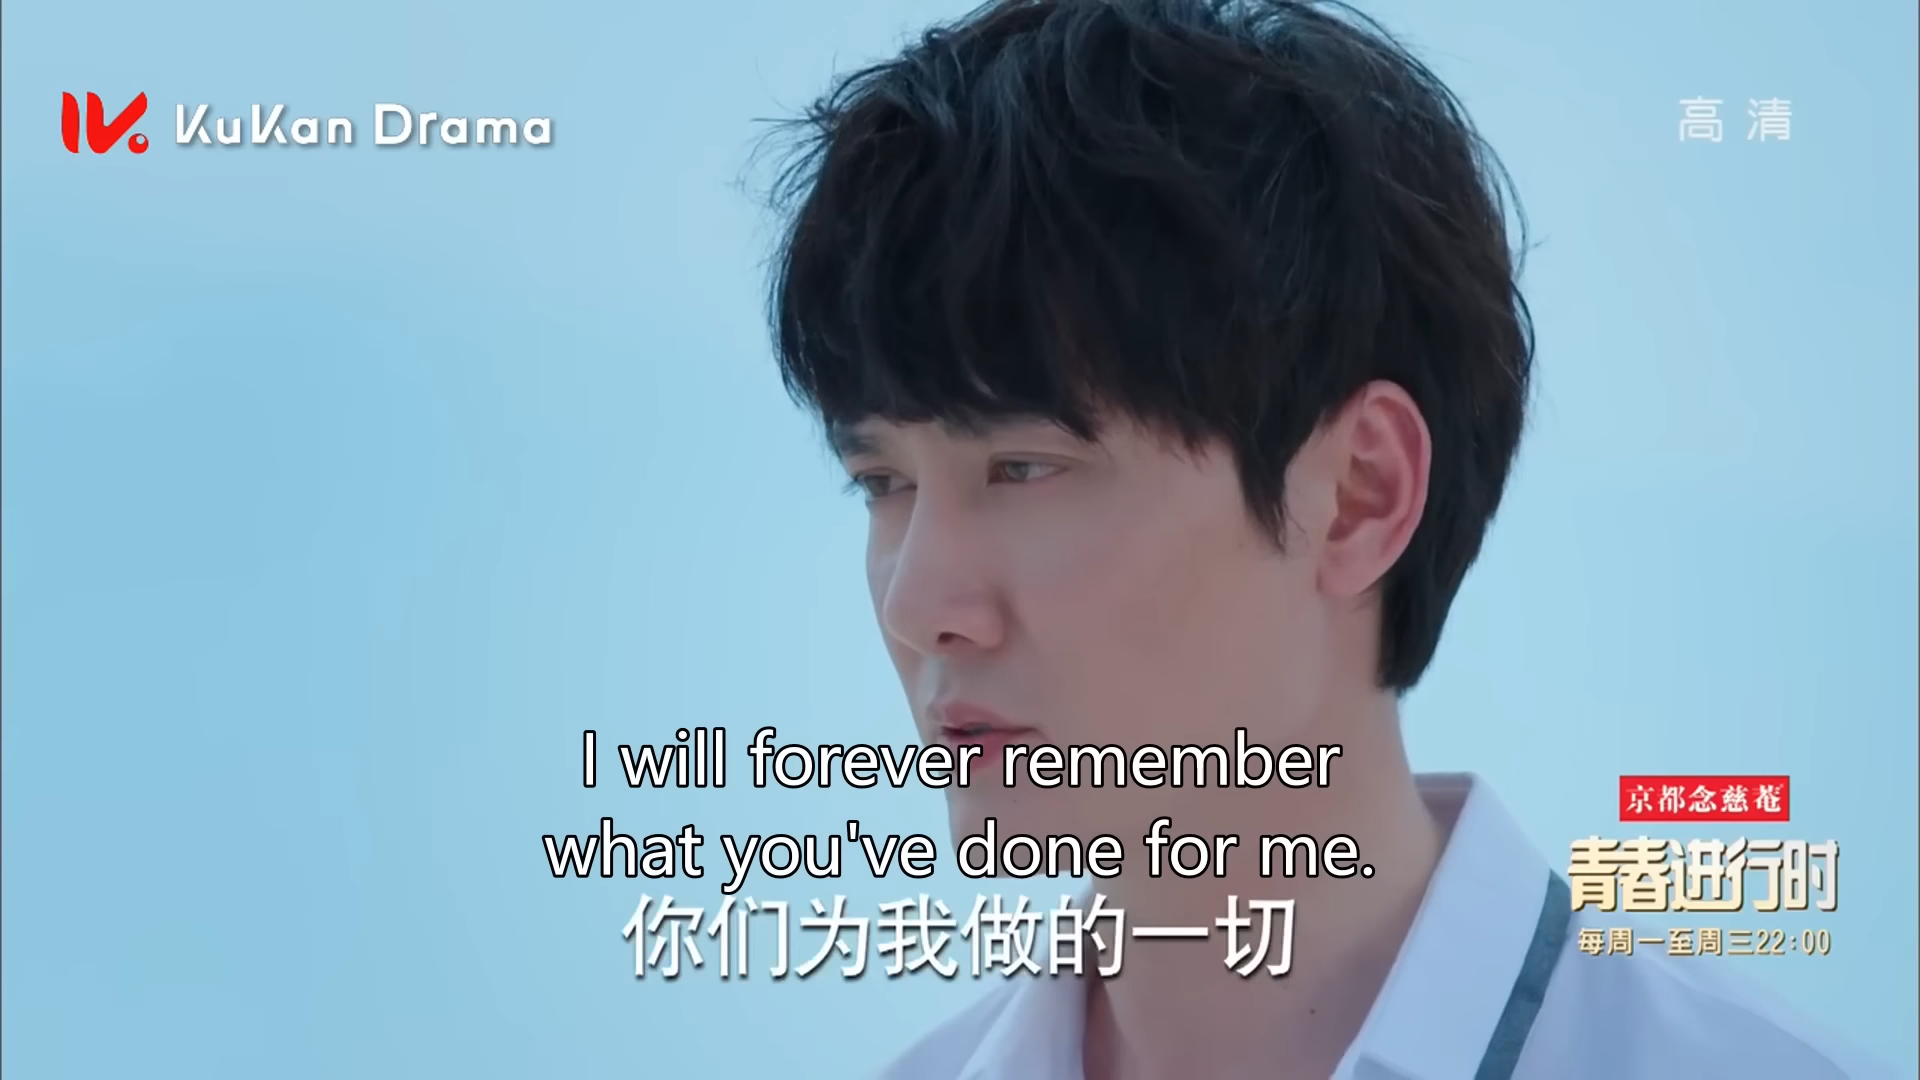 KuKan Drama
高清
I will forever remember
what you've done for me.
你们为我做的一切
京都念慈菴
青春进行时
每周一至周三22:00